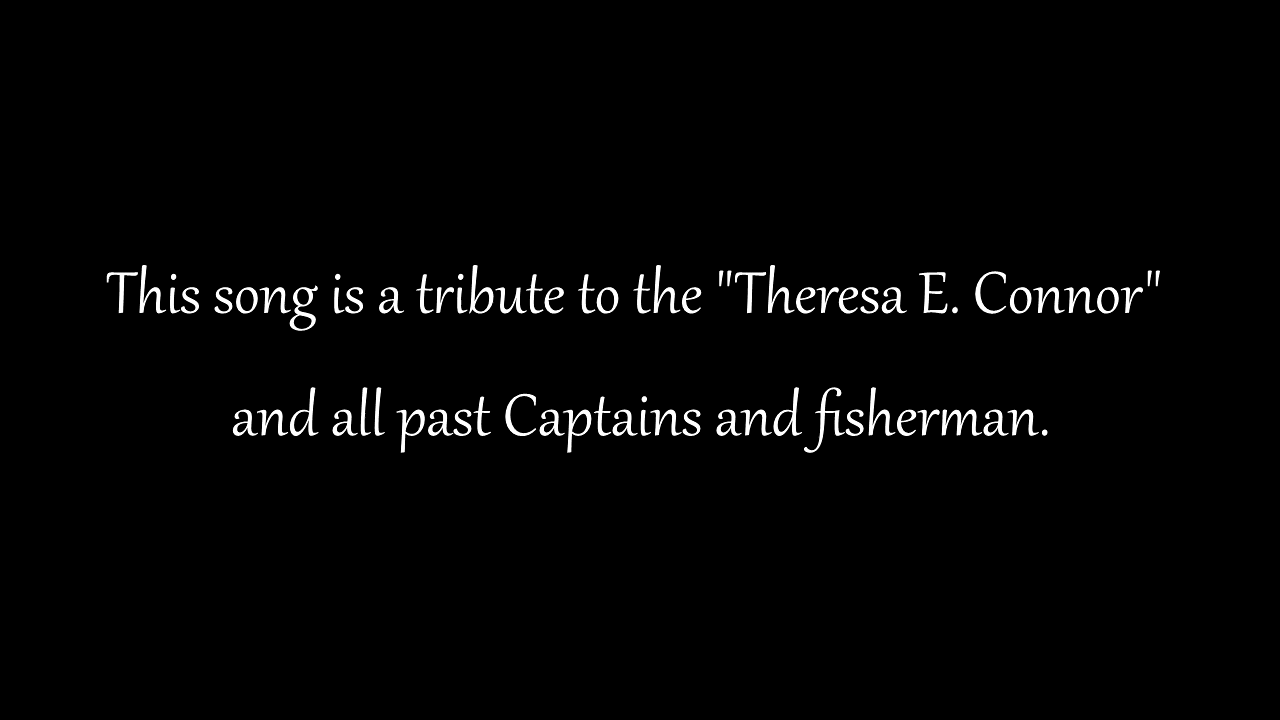 This song is a tribute to the "Theresa E. Connor"
and all past Captains and fisherman.